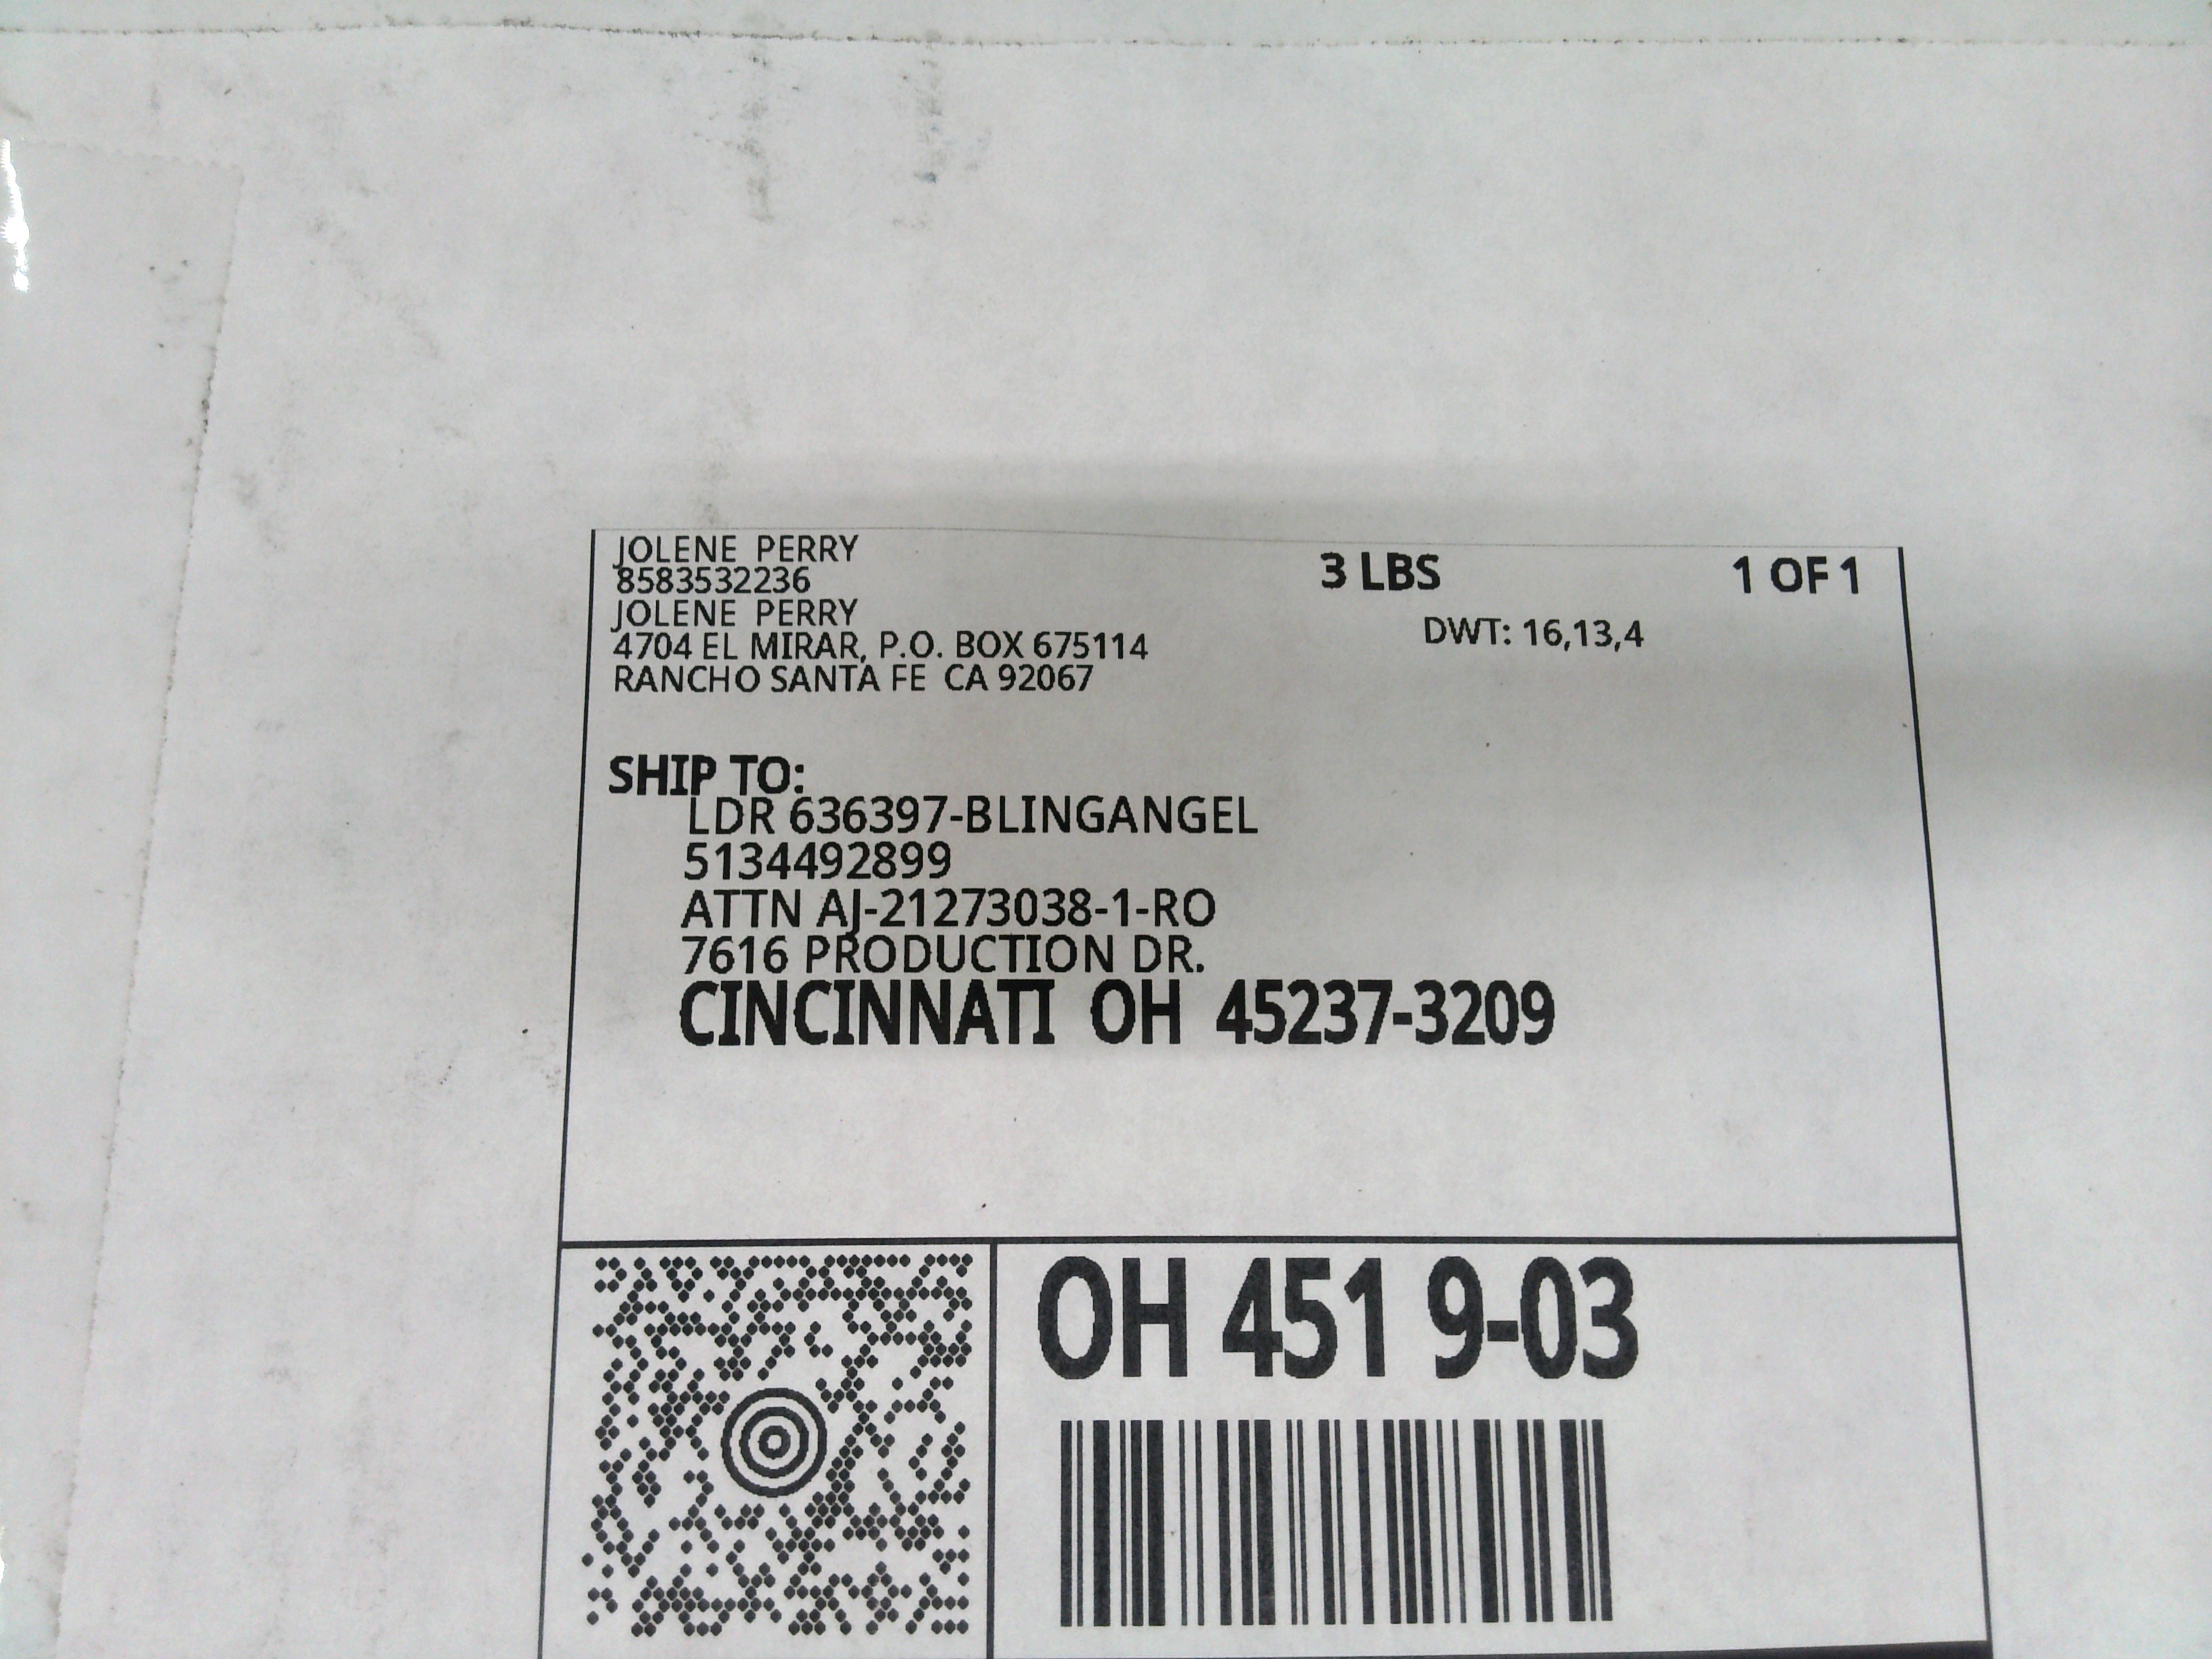 JOLENE PERRY
8583532236
JOLENE PERRY
4704 EL MIRAR, P.O. BOX 675114
RANCHO SANTA FE CA 92067
3 LBS
1 OF 1
DWT: 16,13,4
SHIP TO:
LDR 636397-BLINGANGEL
5134492899
ATTN AJ-21273038-1-RO
7616 PRODUCTION DR.
CINCINNATI OH 45237-3209
OH 451 9-03